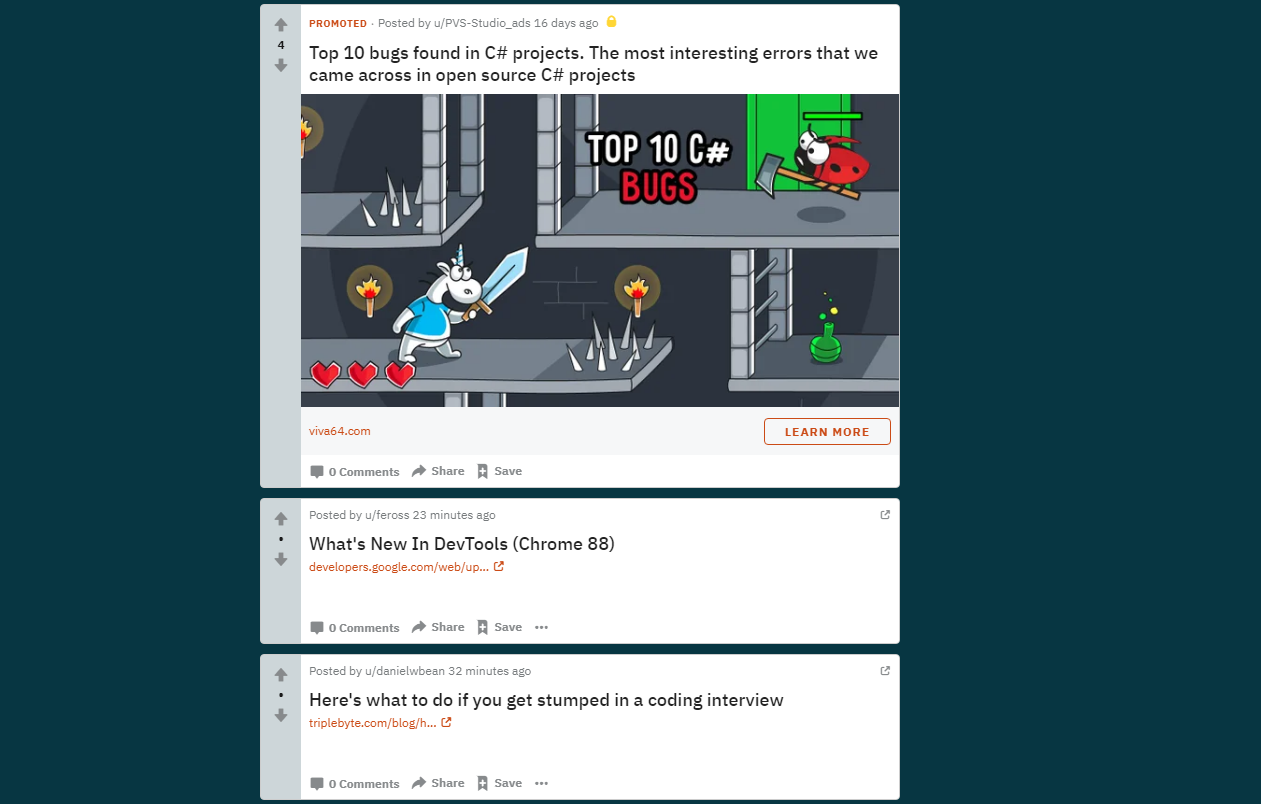 PROMOTED · Posted by u/PVS-Studio_ads 16 days ago
4
Top 10 bugs found in C# projects. The most interesting errors that we
came across in open source C# projects
TOP 10 C#
BUGS
viva64.com
LEARN MORE
0 Comments Share Save
Posted by u/feross 23 minutes ago
•
What's New In DevTools (Chrome 88)
developers.google.com/web/up...
0 Comments Share Save ···
Posted by u/danielwbean 32 minutes ago
•
Here's what to do if you get stumped in a coding interview
triplebyte.com/blog/h...
0 Comments Share Save ···